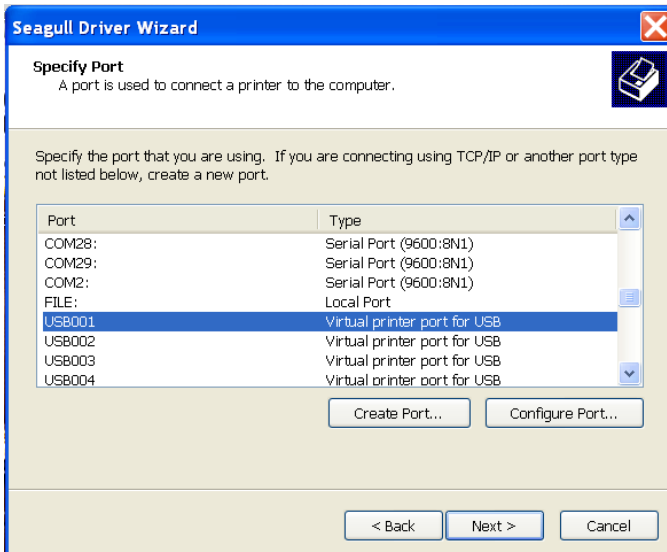 Seagull Driver Wizard
Specify Port
A port is used to connect a printer to the computer.
Specify the port that you are using.  If you are connecting using TCP/IP or another port type
not listed below, create a new port.
Port Type
COM28: Serial Port (9600:8N1)
COM29: Serial Port (9600:8N1)
COM2: Serial Port (9600:8N1)
FILE: Local Port
USB001 Virtual printer port for USB
USB002 Virtual printer port for USB
USB003 Virtual printer port for USB
USB004 Virtual printer port for USB
Create Port... Configure Port...
< Back Next > Cancel